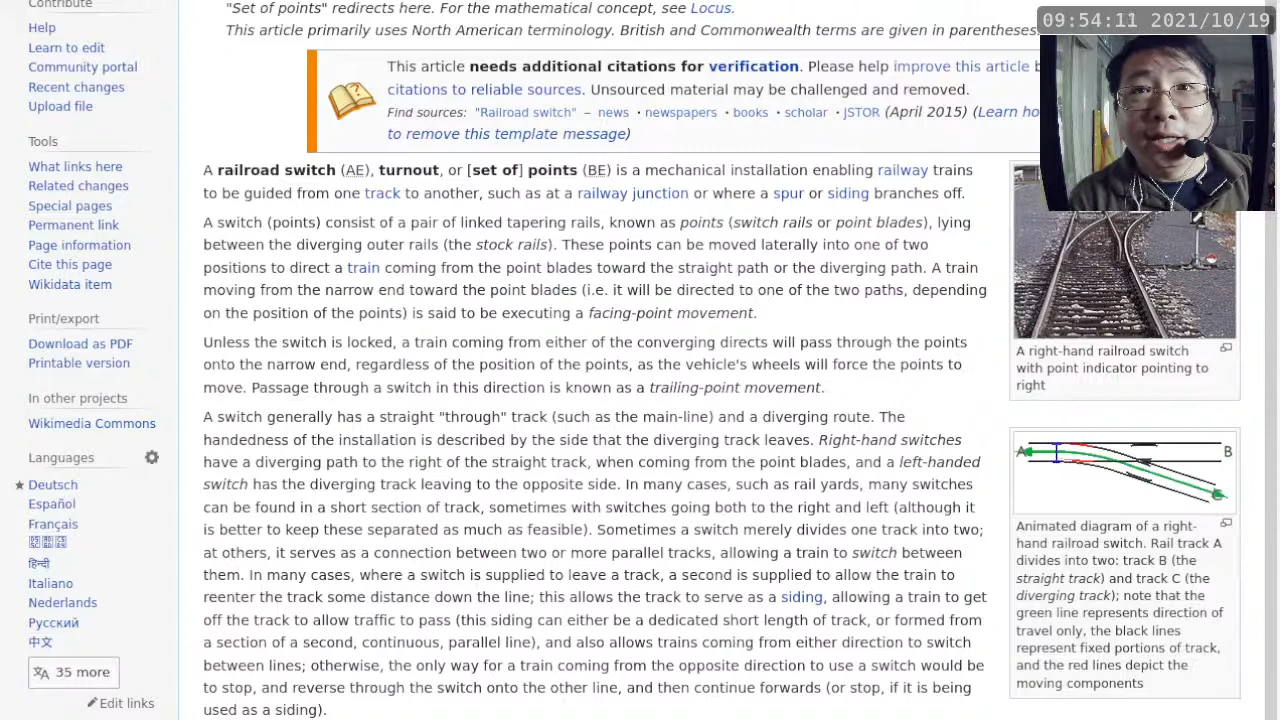 Contribute
Help
Learn to edit
Community portal
Recent changes
Upload file
Tools
What links here
Related changes
Special pages
Permanent link
Page information
Cite this page
Wikidata item
Print/export
Download as PDF
Printable version
In other projects
Wikimedia Commons
Languages
Deutsch
Español
Français
हिन्दी
Italiano
Nederlands
Русский
中文
35 more
Edit links
"Set of points" redirects here. For the mathematical concept, see Locus.
This article primarily uses North American terminology. British and Commonwealth terms are given in parentheses.
This article needs additional citations for verification. Please help improve this article b
citations to reliable sources. Unsourced material may be challenged and removed.
Find sources: "Railroad switch" – news · newspapers · books · scholar · JSTOR (April 2015) (Learn ho
to remove this template message)
A railroad switch (AE), turnout, or [set of] points (BE) is a mechanical installation enabling railway trains
to be guided from one track to another, such as at a railway junction or where a spur or siding branches off.
A switch (points) consist of a pair of linked tapering rails, known as points (switch rails or point blades), lying
between the diverging outer rails (the stock rails). These points can be moved laterally into one of two
positions to direct a train coming from the point blades toward the straight path or the diverging path. A train
moving from the narrow end toward the point blades (i.e. it will be directed to one of the two paths, depending
on the position of the points) is said to be executing a facing-point movement.
Unless the switch is locked, a train coming from either of the converging directs will pass through the points
onto the narrow end, regardless of the position of the points, as the vehicle's wheels will force the points to
move. Passage through a switch in this direction is known as a trailing-point movement.
A switch generally has a straight "through" track (such as the main-line) and a diverging route. The
handedness of the installation is described by the side that the diverging track leaves. Right-hand switches
have a diverging path to the right of the straight track, when coming from the point blades, and a left-handed
switch has the diverging track leaving to the opposite side. In many cases, such as rail yards, many switches
can be found in a short section of track, sometimes with switches going both to the right and left (although it
is better to keep these separated as much as feasible). Sometimes a switch merely divides one track into two;
at others, it serves as a connection between two or more parallel tracks, allowing a train to switch between
them. In many cases, where a switch is supplied to leave a track, a second is supplied to allow the train to
reenter the track some distance down the line; this allows the track to serve as a siding, allowing a train to get
off the track to allow traffic to pass (this siding can either be a dedicated short length of track, or formed from
a section of a second, continuous, parallel line), and also allows trains coming from either direction to switch
between lines; otherwise, the only way for a train coming from the opposite direction to use a switch would be
to stop, and reverse through the switch onto the other line, and then continue forwards (or stop, if it is being
used as a siding).
09:54:11 2021/10/19
A right-hand railroad switch
with point indicator pointing to
right
A
B
C
Animated diagram of a right-
hand railroad switch. Rail track A
divides into two: track B (the
straight track) and track C (the
diverging track); note that the
green line represents direction of
travel only, the black lines
represent fixed portions of track,
and the red lines depict the
moving components